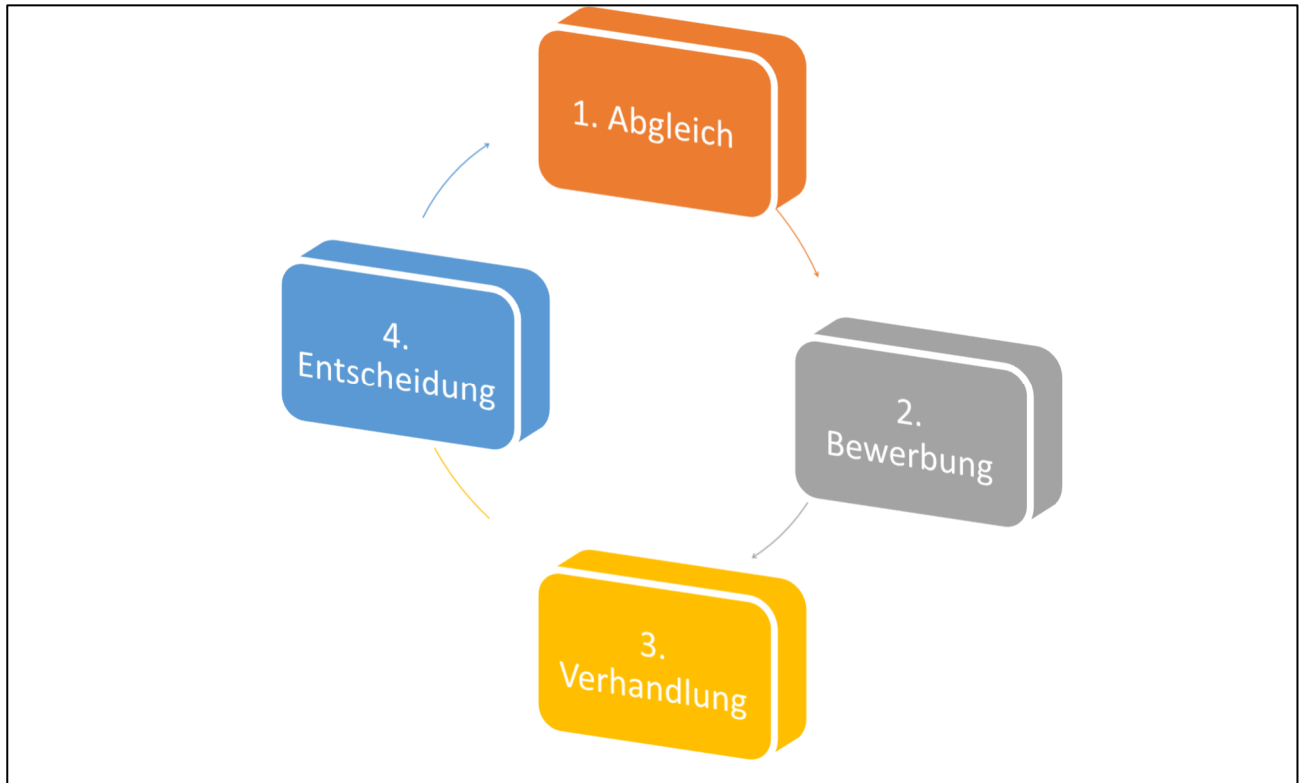 1. Abgleich
2.
Bewerbung
3.
Verhandlung
4.
Entscheidung